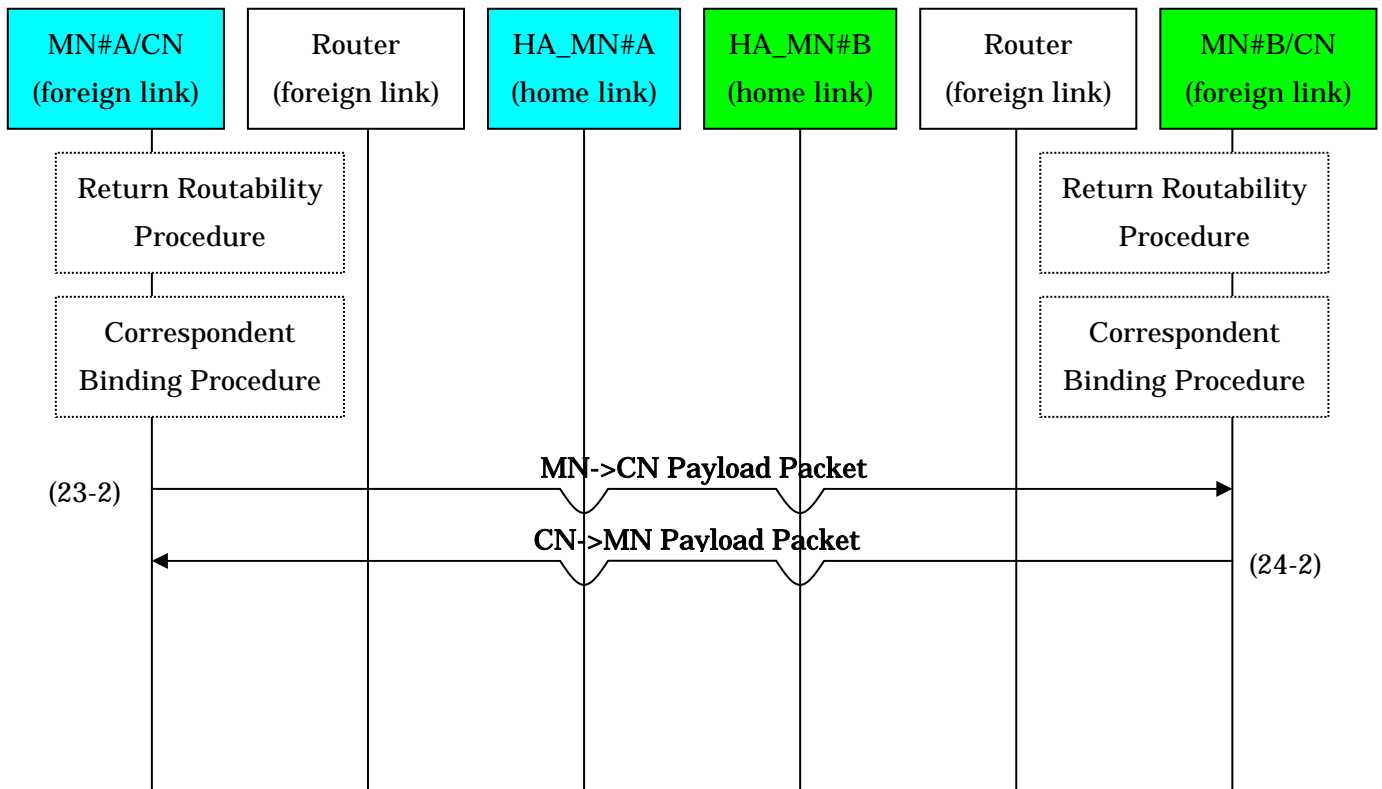 MN#A/CN
(foreign link)
Router
(foreign link)
HA_MN#A
(home link)
HA_MN#B
(home link)
Router
(foreign link)
MN#B/CN
(foreign link)
Return Routability
Procedure
Return Routability
Procedure
Correspondent
Binding Procedure
Correspondent
Binding Procedure
MN->CN Payload Packet
(23-2)
CN->MN Payload Packet
(24-2)